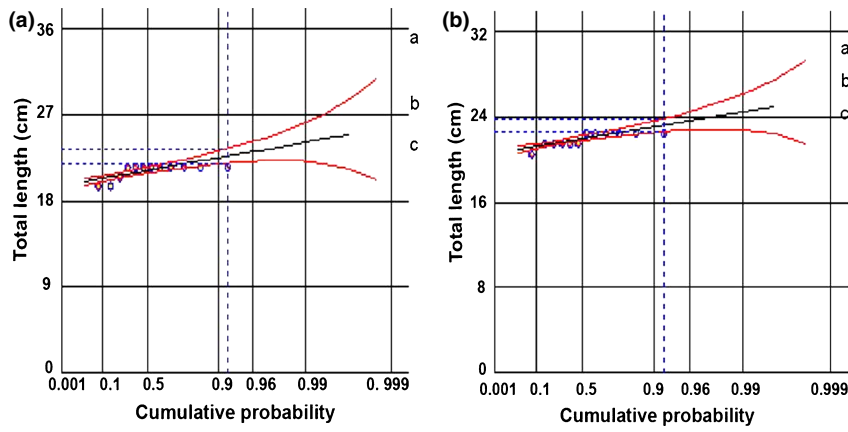 (a)
36
27
18
9
0
Total length (cm)
a
b
c
0.001 0.1 0.5 0.9 0.96 0.99 0. 999
Cumulative probability
(b)
32
24
16
8
0
Total length (cm)
a
b
c
0.001 0.1 0.5 0.9 0.96 0.99 0.999
Cumulative probability